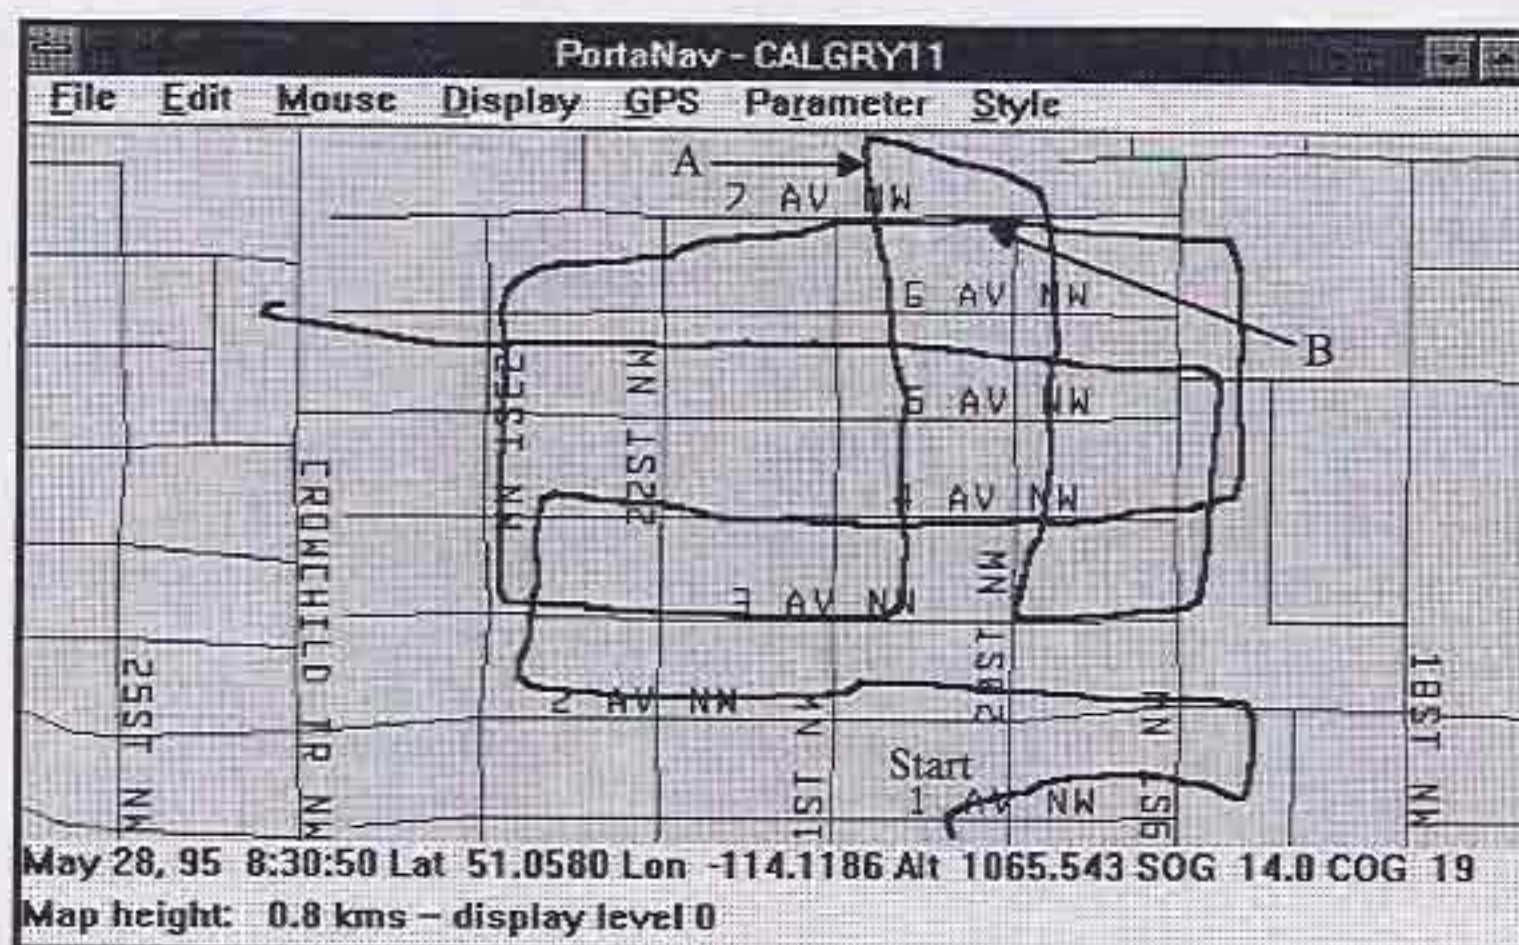 PortaNav - CALGRY11
File Edit Mouse Display GPS Parameter Style
A
7 AV NW
6 AV NW
B
23ST NW
22ST NW
5 AV NW
4 AV NW
CROWCHILD TR NW
3 AV NW
25ST NW
2 AV NW
1ST NW
20ST NW
19ST NW
18ST NW
Start
1 AV NW
May 28, 95 8:30:50 Lat 51.0580 Lon -114.1186 Alt 1065.543 SOG 14.0 COG 19
Map height: 0.8 kms - display level 0